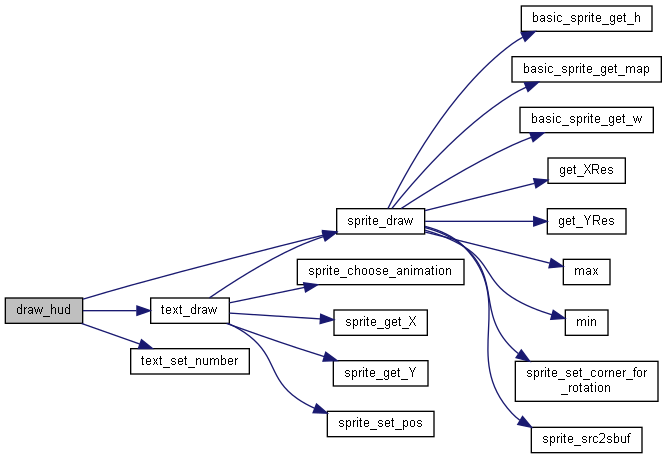 basic_sprite_get_h
basic_sprite_get_map
basic_sprite_get_w
get_XRes
sprite_draw
get_YRes
sprite_choose_animation
max
draw_hud
text_draw
sprite_get_X
min
text_set_number
sprite_get_Y
sprite_set_corner_for
_rotation
sprite_set_pos
sprite_src2sbuf